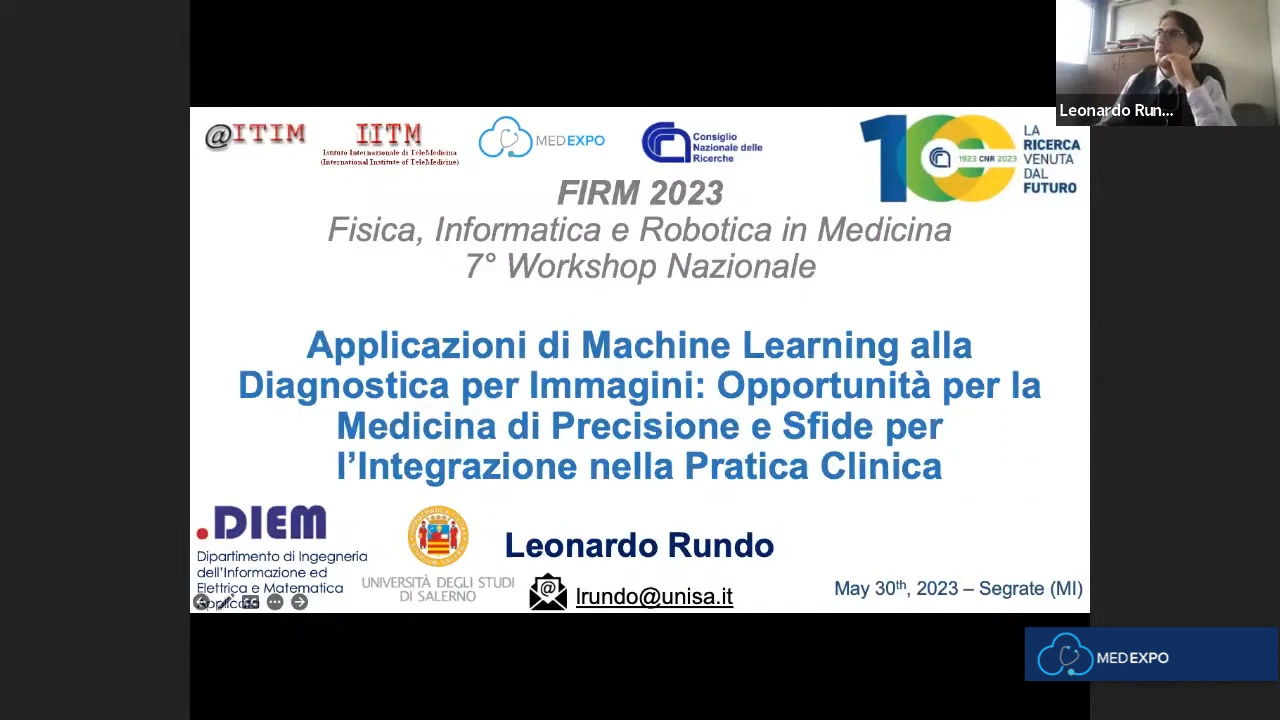 Leonardo Run...
@ITIM
IITM
Istituto Internazionale di TeleMedicina
(International Institute of TeleMedicine)
MEDEXPO
Consiglio
Nazionale delle
Ricerche
100
1923 CNR 2023
LA
RICERCA
VENUTA
DAL
FUTURO
FIRM 2023
Fisica, Informatica e Robotica in Medicina
7° Workshop Nazionale
Applicazioni di Machine Learning alla
Diagnostica per Immagini: Opportunità per la
Medicina di Precisione e Sfide per
l’Integrazione nella Pratica Clinica
.DIEM
Dipartimento di Ingegneria
dell’Informazione ed
Elettrica e Matematica
Applicata
UNIVERSITÀ DEGLI STUDI
DI SALERNO
Leonardo Rundo
lrundo@unisa.it
May 30th, 2023 – Segrate (MI)
MEDEXPO